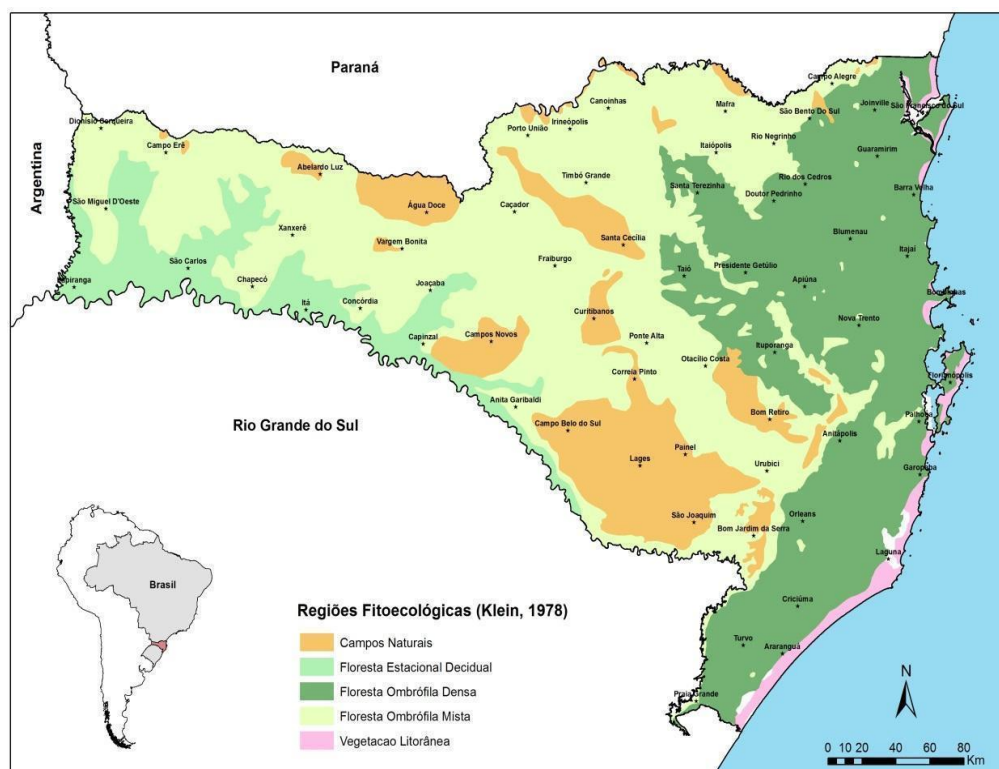 Paraná
Campo Alegre
Canoinhas
Mafra
São Bento Do Sul
Joinville
São Francisco do Sul
Dionísio Cerqueira
Irineópolis
Porto União
Rio Negrinho
Campo Erê
Itaiópolis
Guaramirim
Argentina
Abelardo Luz
Timbó Grande
Santa Terezinha
Rio dos Cedros
Doutor Pedrinho
Barra Velha
São Miguel D'Oeste
Água Doce
Caçador
Xanxerê
Vargem Bonita
Santa Cecília
Blumenau
Itajaí
São Carlos
Fraiburgo
Taió
Presidente Getúlio
Apiúna
Itapiranga
Chapecó
Joaçaba
Itá
Concórdia
Curitibanos
Bombinhas
Nova Trento
Capinzal
Campos Novos
Ponte Alta
Ituporanga
Otacílio Costa
Correia Pinto
Florianópolis
Anita Garibaldi
Bom Retiro
Palhoça
Rio Grande do Sul
Campo Belo do Sul
Anitápolis
Painel
Lages
Urubici
Garopaba
São Joaquim
Orleans
Bom Jardim da Serra
Laguna
Brasil
Criciúma
Turvo
Araranguá
Praia Grande
Regiões Fitoecológicas (Klein, 1978)
Campos Naturais
Floresta Estacional Decidual
Floresta Ombrófila Densa
Floresta Ombrófila Mista
Vegetacao Litorânea
N
0 10 20 40 60 80
Km